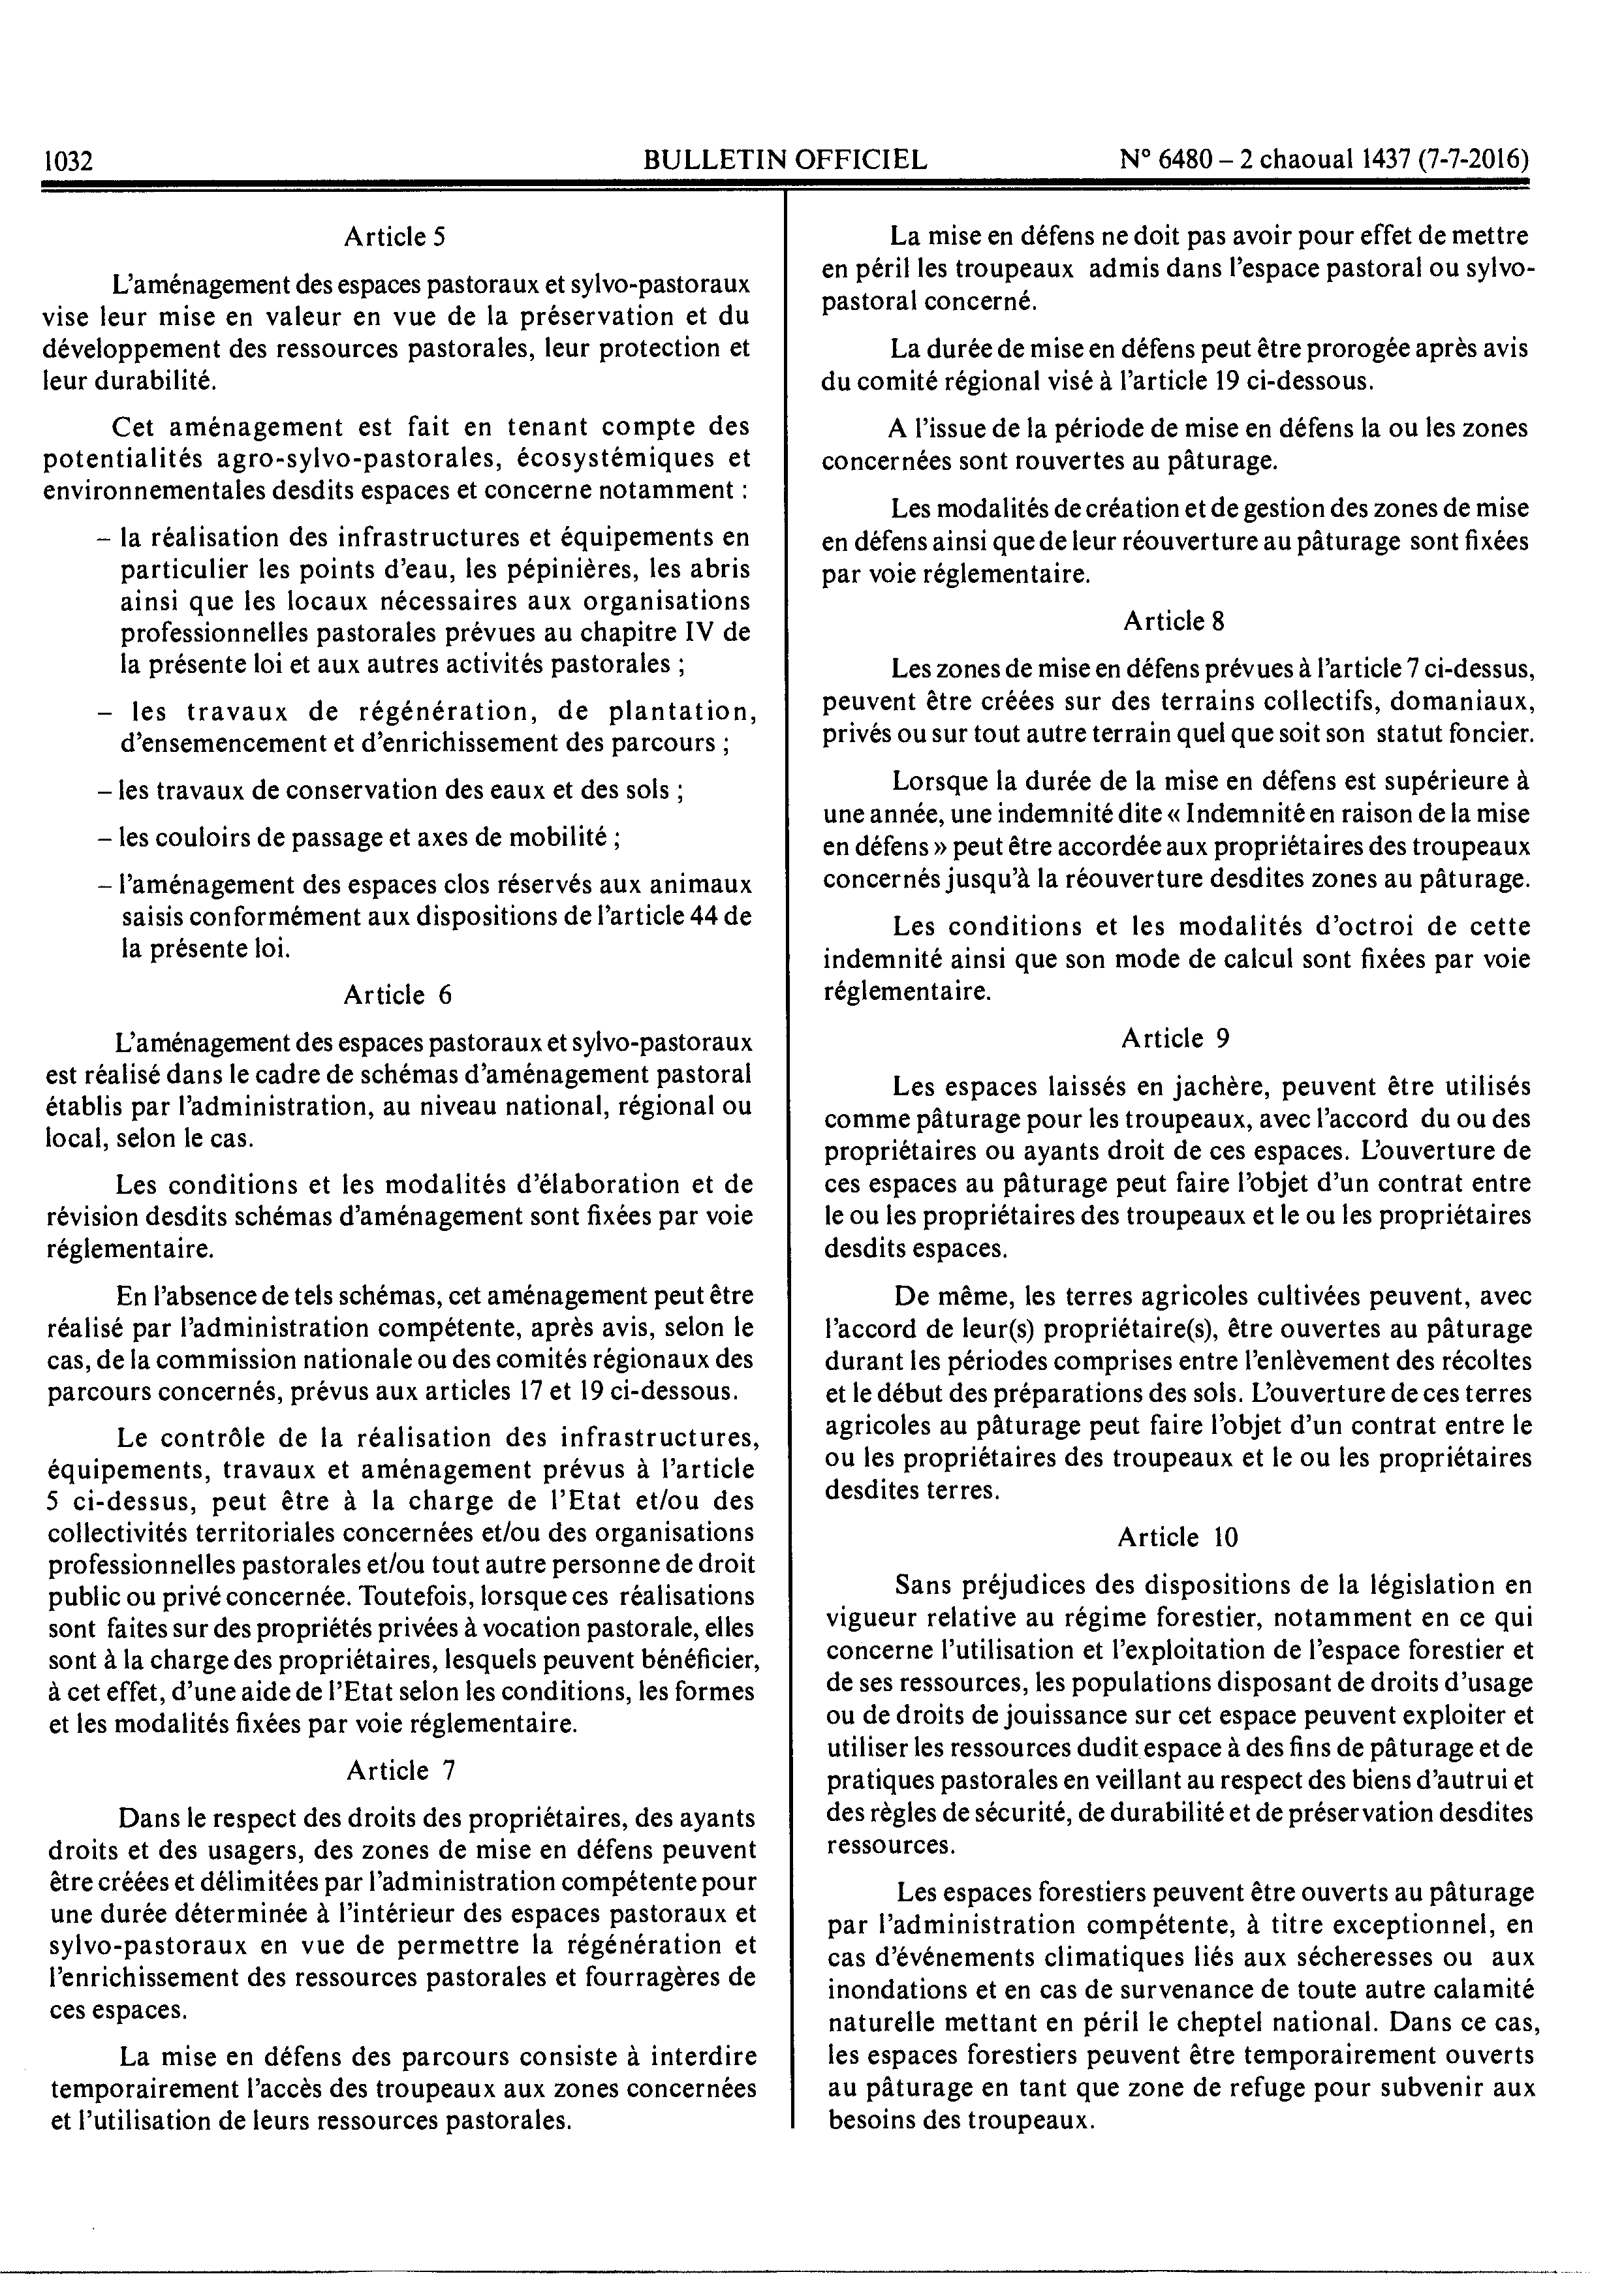 1032
BULLETIN OFFICIEL
N° 6480 – 2 chaoual 1437 (7-7-2016)
Article 5
L'aménagement des espaces pastoraux et sylvo-pastoraux
vise leur mise en valeur en vue de la préservation et du
développement des ressources pastorales, leur protection et
leur durabilité.
Cet aménagement est fait en tenant compte des
potentialités agro-sylvo-pastorales, écosystémiques et
environnementales desdits espaces et concerne notamment :
– la réalisation des infrastructures et équipements en
particulier les points d'eau, les pépinières, les abris
ainsi que les locaux nécessaires aux organisations
professionnelles pastorales prévues au chapitre IV de
la présente loi et aux autres activités pastorales ;
– les travaux de régénération, de plantation,
d'ensemencement et d'enrichissement des parcours ;
– les travaux de conservation des eaux et des sols ;
– les couloirs de passage et axes de mobilité ;
– l'aménagement des espaces clos réservés aux animaux
saisis conformément aux dispositions de l'article 44 de
la présente loi.
Article 6
L'aménagement des espaces pastoraux et sylvo-pastoraux
est réalisé dans le cadre de schémas d'aménagement pastoral
établis par l'administration, au niveau national, régional ou
local, selon le cas.
Les conditions et les modalités d'élaboration et de
révision desdits schémas d'aménagement sont fixées par voie
réglementaire.
En l'absence de tels schémas, cet aménagement peut être
réalisé par l'administration compétente, après avis, selon le
cas, de la commission nationale ou des comités régionaux des
parcours concernés, prévus aux articles 17 et 19 ci-dessous.
Le contrôle de la réalisation des infrastructures,
équipements, travaux et aménagement prévus à l'article
5 ci-dessus, peut être à la charge de l'Etat et/ou des
collectivités territoriales concernées et/ou des organisations
professionnelles pastorales et/ou tout autre personne de droit
public ou privé concernée. Toutefois, lorsque ces réalisations
sont faites sur des propriétés privées à vocation pastorale, elles
sont à la charge des propriétaires, lesquels peuvent bénéficier,
à cet effet, d'une aide de l'Etat selon les conditions, les formes
et les modalités fixées par voie réglementaire.
Article 7
Dans le respect des droits des propriétaires, des ayants
droits et des usagers, des zones de mise en défens peuvent
être créées et délimitées par l'administration compétente pour
une durée déterminée à l'intérieur des espaces pastoraux et
sylvo-pastoraux en vue de permettre la régénération et
l'enrichissement des ressources pastorales et fourragères de
ces espaces.
La mise en défens des parcours consiste à interdire
temporairement l'accès des troupeaux aux zones concernées
et l'utilisation de leurs ressources pastorales.
La mise en défens ne doit pas avoir pour effet de mettre
en péril les troupeaux admis dans l'espace pastoral ou sylvo-
pastoral concerné.
La durée de mise en défens peut être prorogée après avis
du comité régional visé à l'article 19 ci-dessous.
A l'issue de la période de mise en défens la ou les zones
concernées sont rouvertes au pâturage.
Les modalités de création et de gestion des zones de mise
en défens ainsi que de leur réouverture au pâturage sont fixées
par voie réglementaire.
Article 8
Les zones de mise en défens prévues à l'article 7 ci-dessus,
peuvent être créées sur des terrains collectifs, domaniaux,
privés ou sur tout autre terrain quel que soit son statut foncier.
Lorsque la durée de la mise en défens est supérieure à
une année, une indemnité dite « Indemnité en raison de la mise
en défens » peut être accordée aux propriétaires des troupeaux
concernés jusqu'à la réouverture desdites zones au pâturage.
Les conditions et les modalités d'octroi de cette
indemnité ainsi que son mode de calcul sont fixées par voie
réglementaire.
Article 9
Les espaces laissés en jachère, peuvent être utilisés
comme pâturage pour les troupeaux, avec l'accord du ou des
propriétaires ou ayants droit de ces espaces. L'ouverture de
ces espaces au pâturage peut faire l'objet d'un contrat entre
le ou les propriétaires des troupeaux et le ou les propriétaires
desdits espaces.
De même, les terres agricoles cultivées peuvent, avec
l'accord de leur(s) propriétaire(s), être ouvertes au pâturage
durant les périodes comprises entre l'enlèvement des récoltes
et le début des préparations des sols. L'ouverture de ces terres
agricoles au pâturage peut faire l'objet d'un contrat entre le
ou les propriétaires des troupeaux et le ou les propriétaires
desdites terres.
Article 10
Sans préjudices des dispositions de la législation en
vigueur relative au régime forestier, notamment en ce qui
concerne l'utilisation et l'exploitation de l'espace forestier et
de ses ressources, les populations disposant de droits d'usage
ou de droits de jouissance sur cet espace peuvent exploiter et
utiliser les ressources dudit espace à des fins de pâturage et de
pratiques pastorales en veillant au respect des biens d'autrui et
des règles de sécurité, de durabilité et de préservation desdites
ressources.
Les espaces forestiers peuvent être ouverts au pâturage
par l'administration compétente, à titre exceptionnel, en
cas d'événements climatiques liés aux sécheresses ou aux
inondations et en cas de survenance de toute autre calamité
naturelle mettant en péril le cheptel national. Dans ce cas,
les espaces forestiers peuvent être temporairement ouverts
au pâturage en tant que zone de refuge pour subvenir aux
besoins des troupeaux.